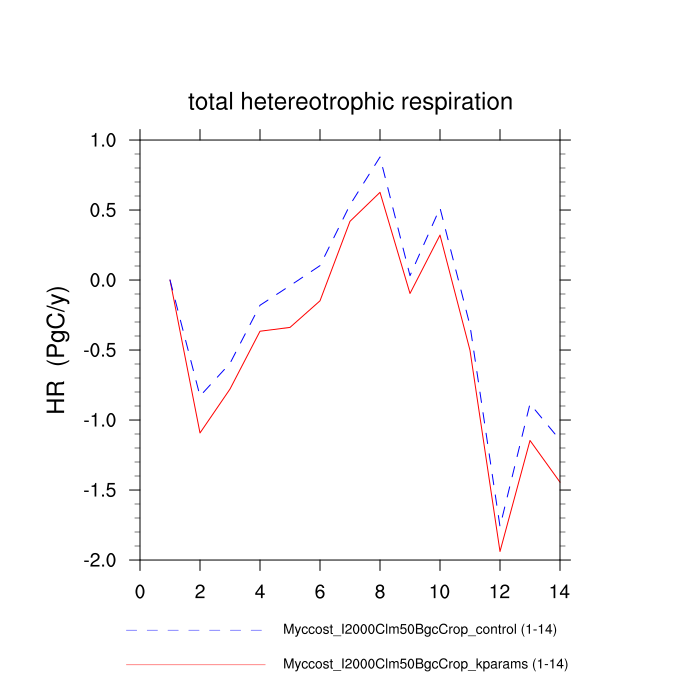 total hetereotrophic respiration
HR (PgC/y)
1.0
0.5
0.0
-0.5
-1.0
-1.5
-2.0
0 2 4 6 8 10 12 14
Myccost_I2000Clm50BgcCrop_control (1-14)
Myccost_I2000Clm50BgcCrop_kparams (1-14)